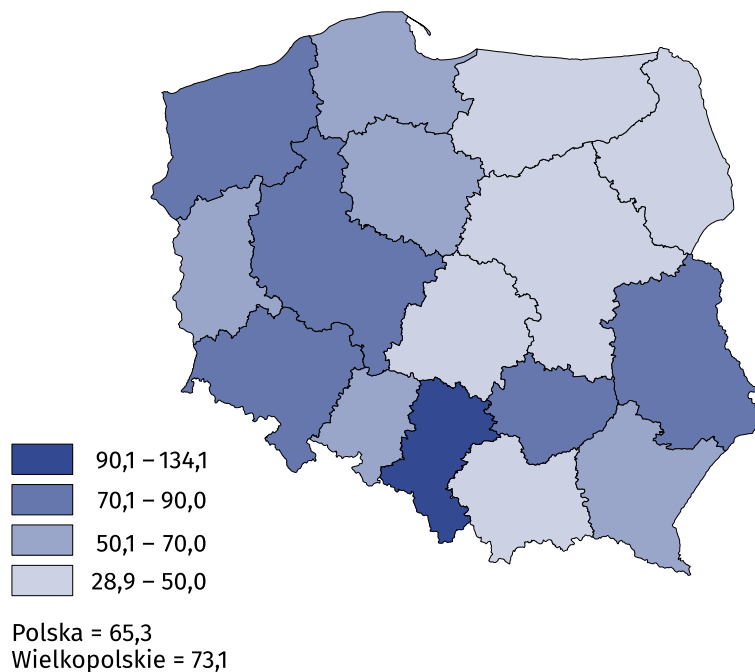 90,1 – 134,1
70,1 – 90,0
50,1 – 70,0
28,9 – 50,0
Polska = 65,3
Wielkopolskie = 73,1